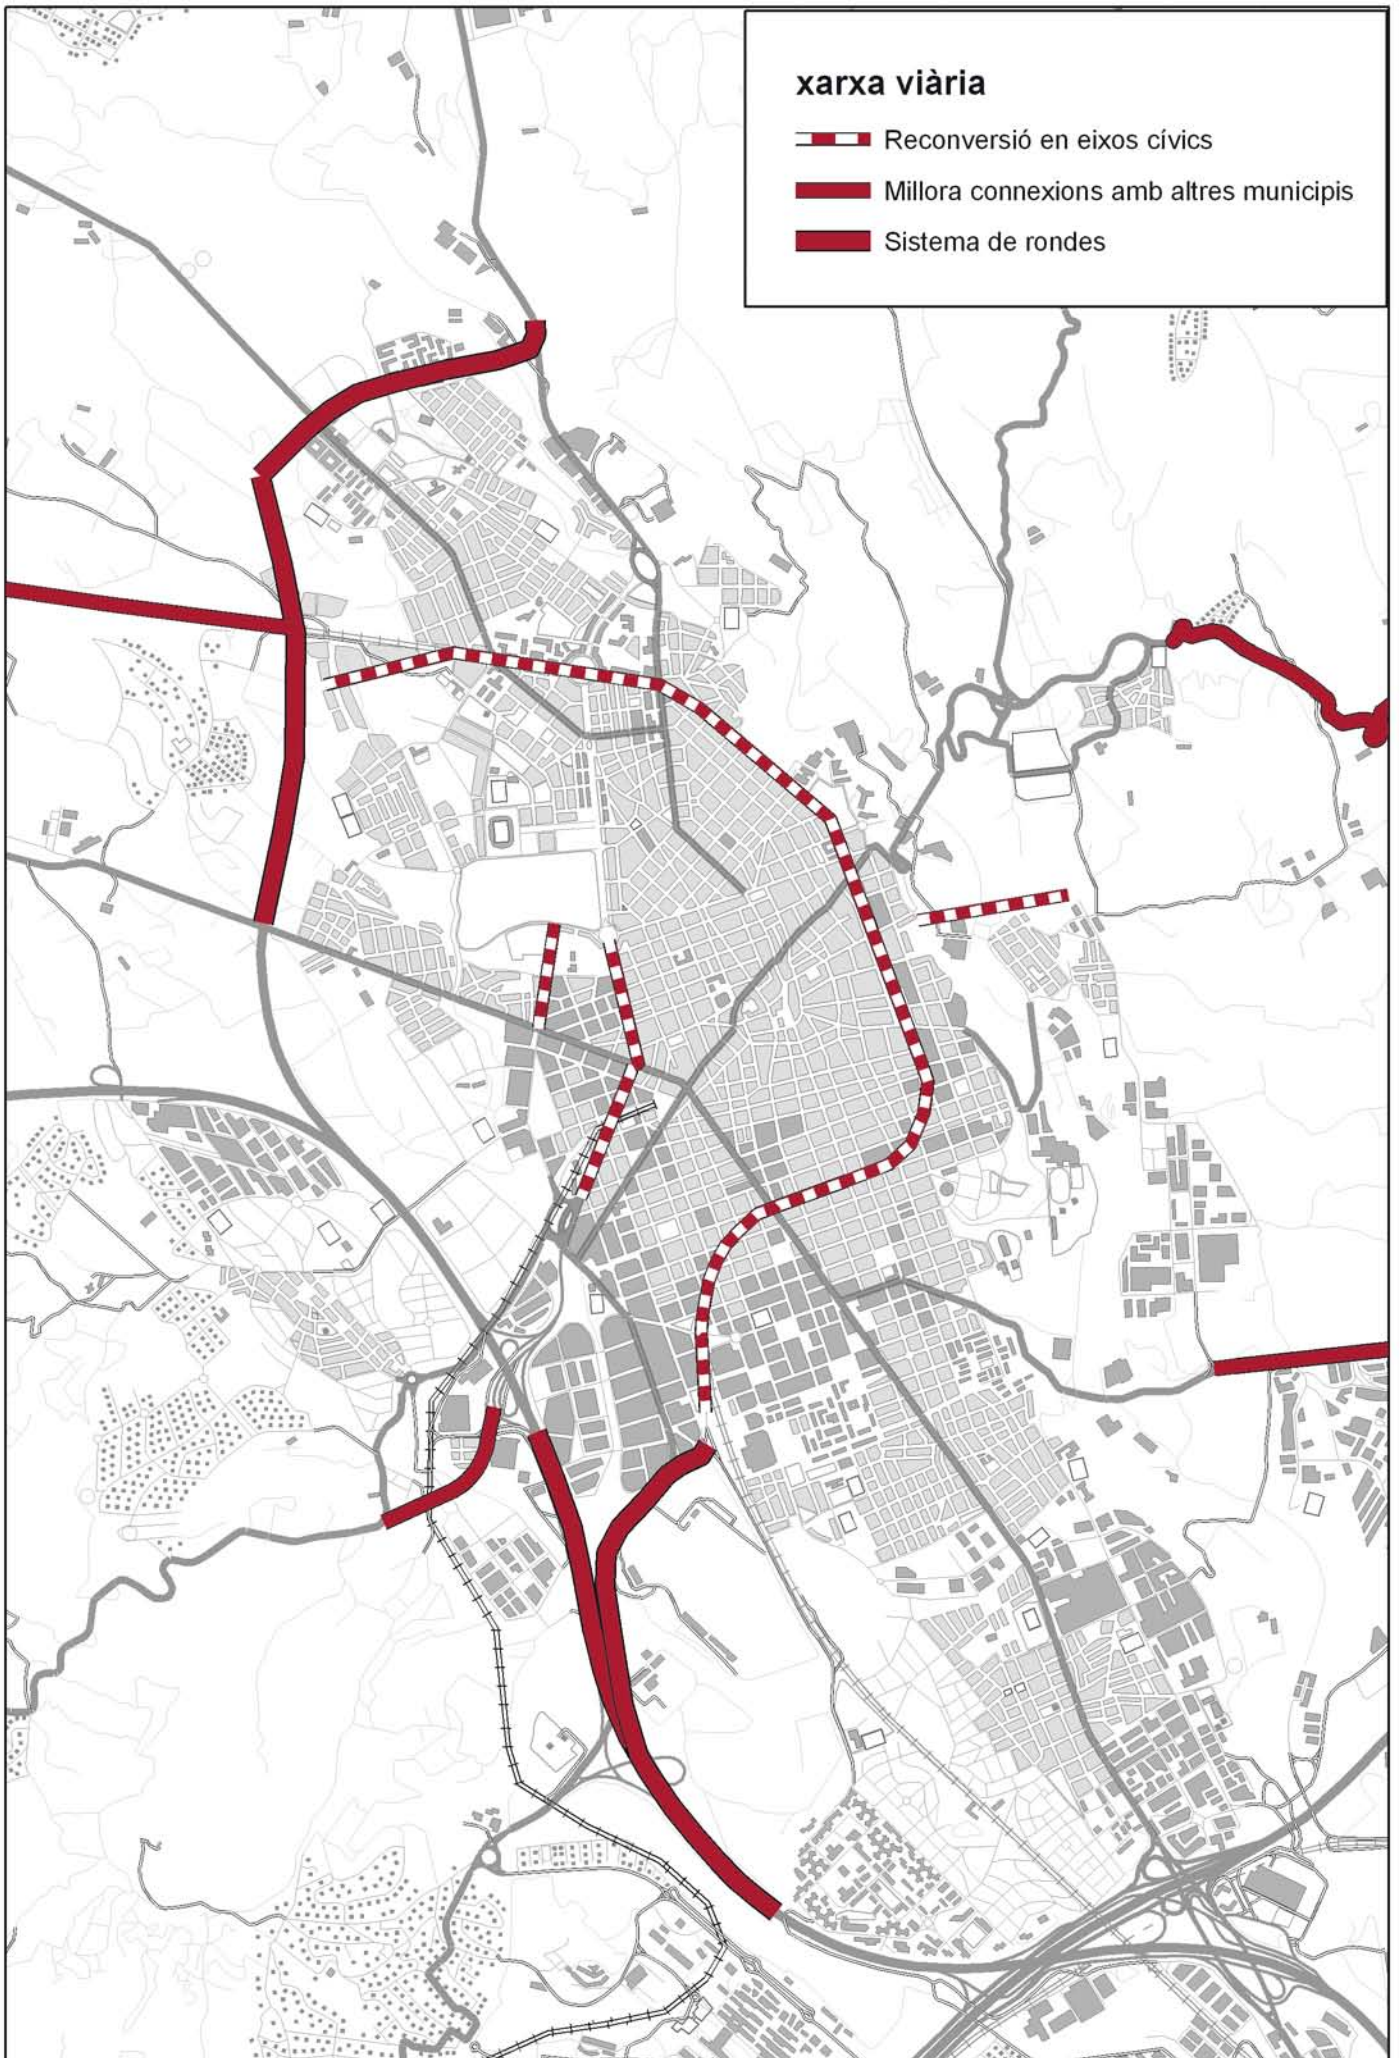 xarxa viària
Reconversió en eixos cívics
Millora connexions amb altres municipis
Sistema de rondes